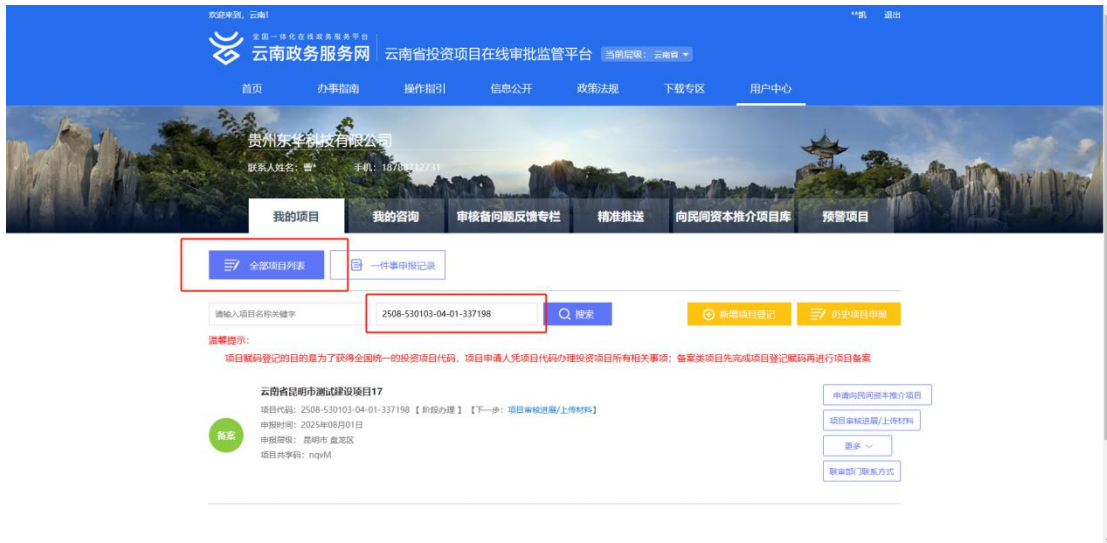 欢迎来到，云南！ **凯 退出
全国一体化在线政务服务平台
云南政务服务网 云南省投资项目在线审批监管平台 当前层级：云南省
首页 办事指南 操作指引 信息公开 政策法规 下载专区 用户中心
贵州东华科技有限公司
联系人姓名：曹* 手机：18788732731
我的项目 我的咨询 审核备问题反馈专栏 精准推送 向民间资本推介项目库 预警项目
全部项目列表 一件事申报记录
请输入项目名称关键字 2508-530103-04-01-337198 搜索 新增项目登记 历史项目申报
温馨提示：
项目赋码登记的目的是为了获得全国统一的投资项目代码，项目申请人凭项目代码办理投资项目所有相关事项；备案类项目先完成项目登记赋码再进行项目备案
云南省昆明市测试建设项目17
项目代码：2508-530103-04-01-337198 【 阶段办理 】 【下一步：项目审核进展/上传材料】
申报时间：2025年08月01日
申报层级：昆明市 盘龙区
项目共享码：nqvM
备案
申请向民间资本推介项目
项目审核进展/上传材料
更多
联审部门联系方式